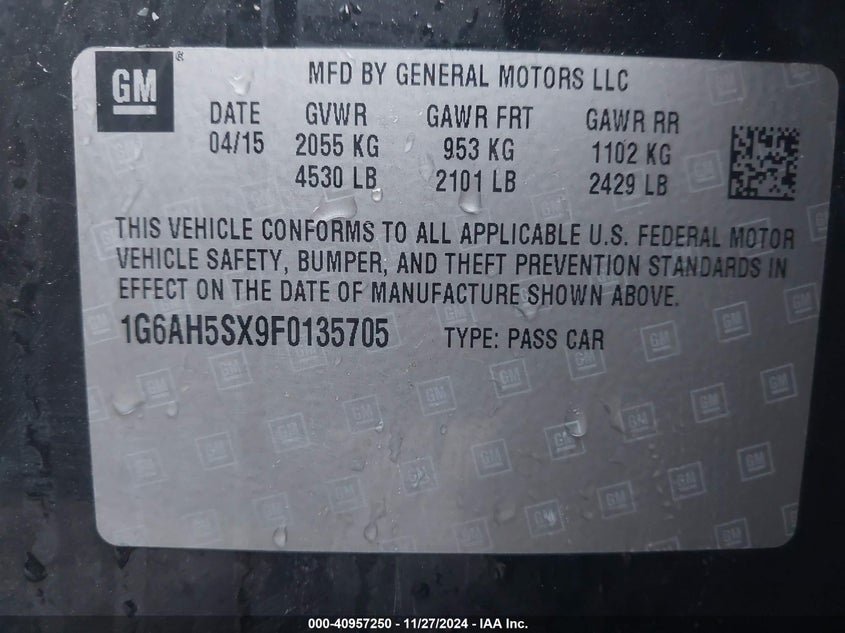 GM
MFD BY GENERAL MOTORS LLC
DATE GVWR GAWR FRT GAWR RR
04/15 2055 KG 953 KG 1102 KG
4530 LB 2101 LB 2429 LB
THIS VEHICLE CONFORMS TO ALL APPLICABLE U.S. FEDERAL MOTOR
VEHICLE SAFETY, BUMPER, AND THEFT PREVENTION STANDARDS IN
EFFECT ON THE DATE OF MANUFACTURE SHOWN ABOVE.
1G6AH5SX9F0135705 TYPE: PASS CAR
000-40957250 - 11/27/2024 - IAA Inc.